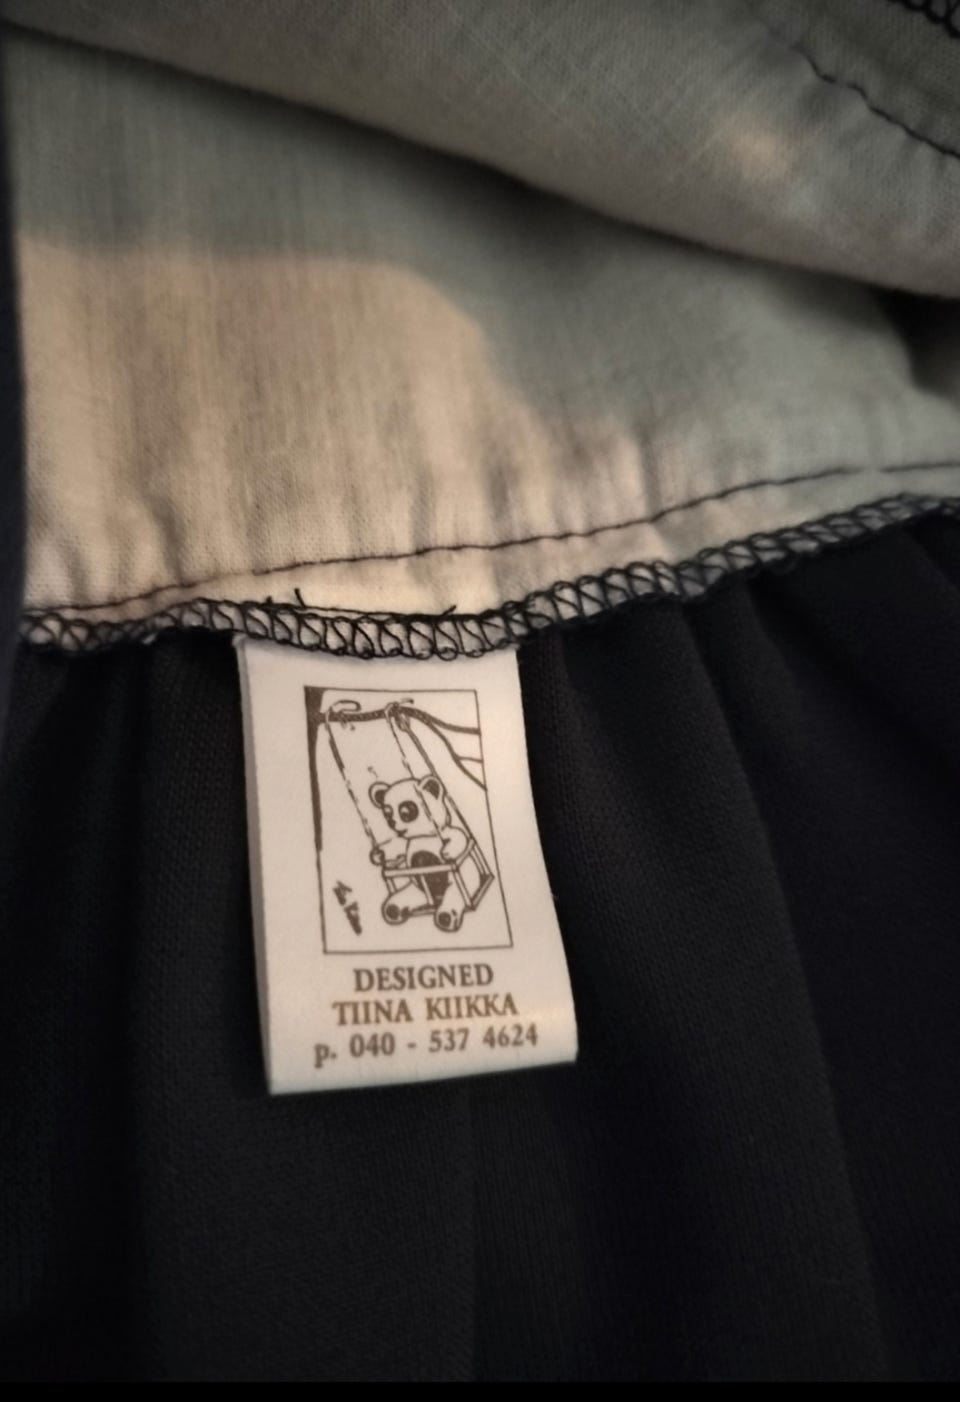 DESIGNED
TIINA KIIKKA
p. 040 - 537 4624